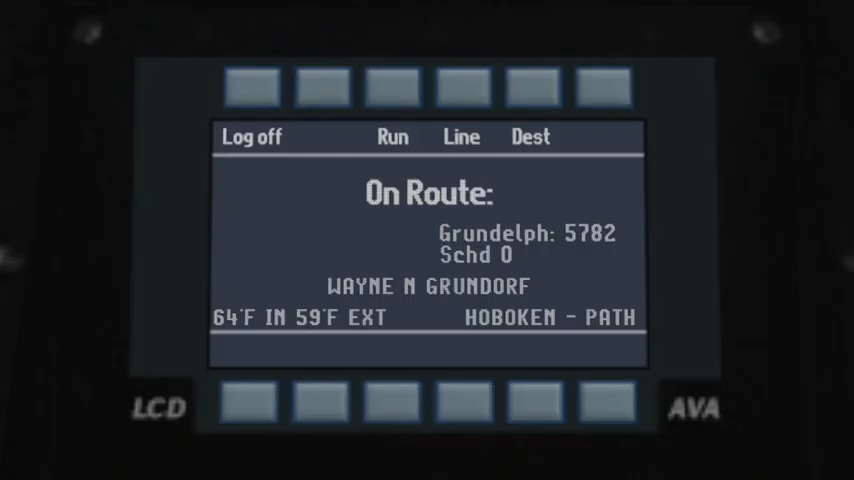 Log off Run Line Dest
On Route:
Grundelph: 5782
Schd 0
WAYNE N GRUNDORF
64°F IN 59°F EXT HOBOKEN - PATH
LCD AVA